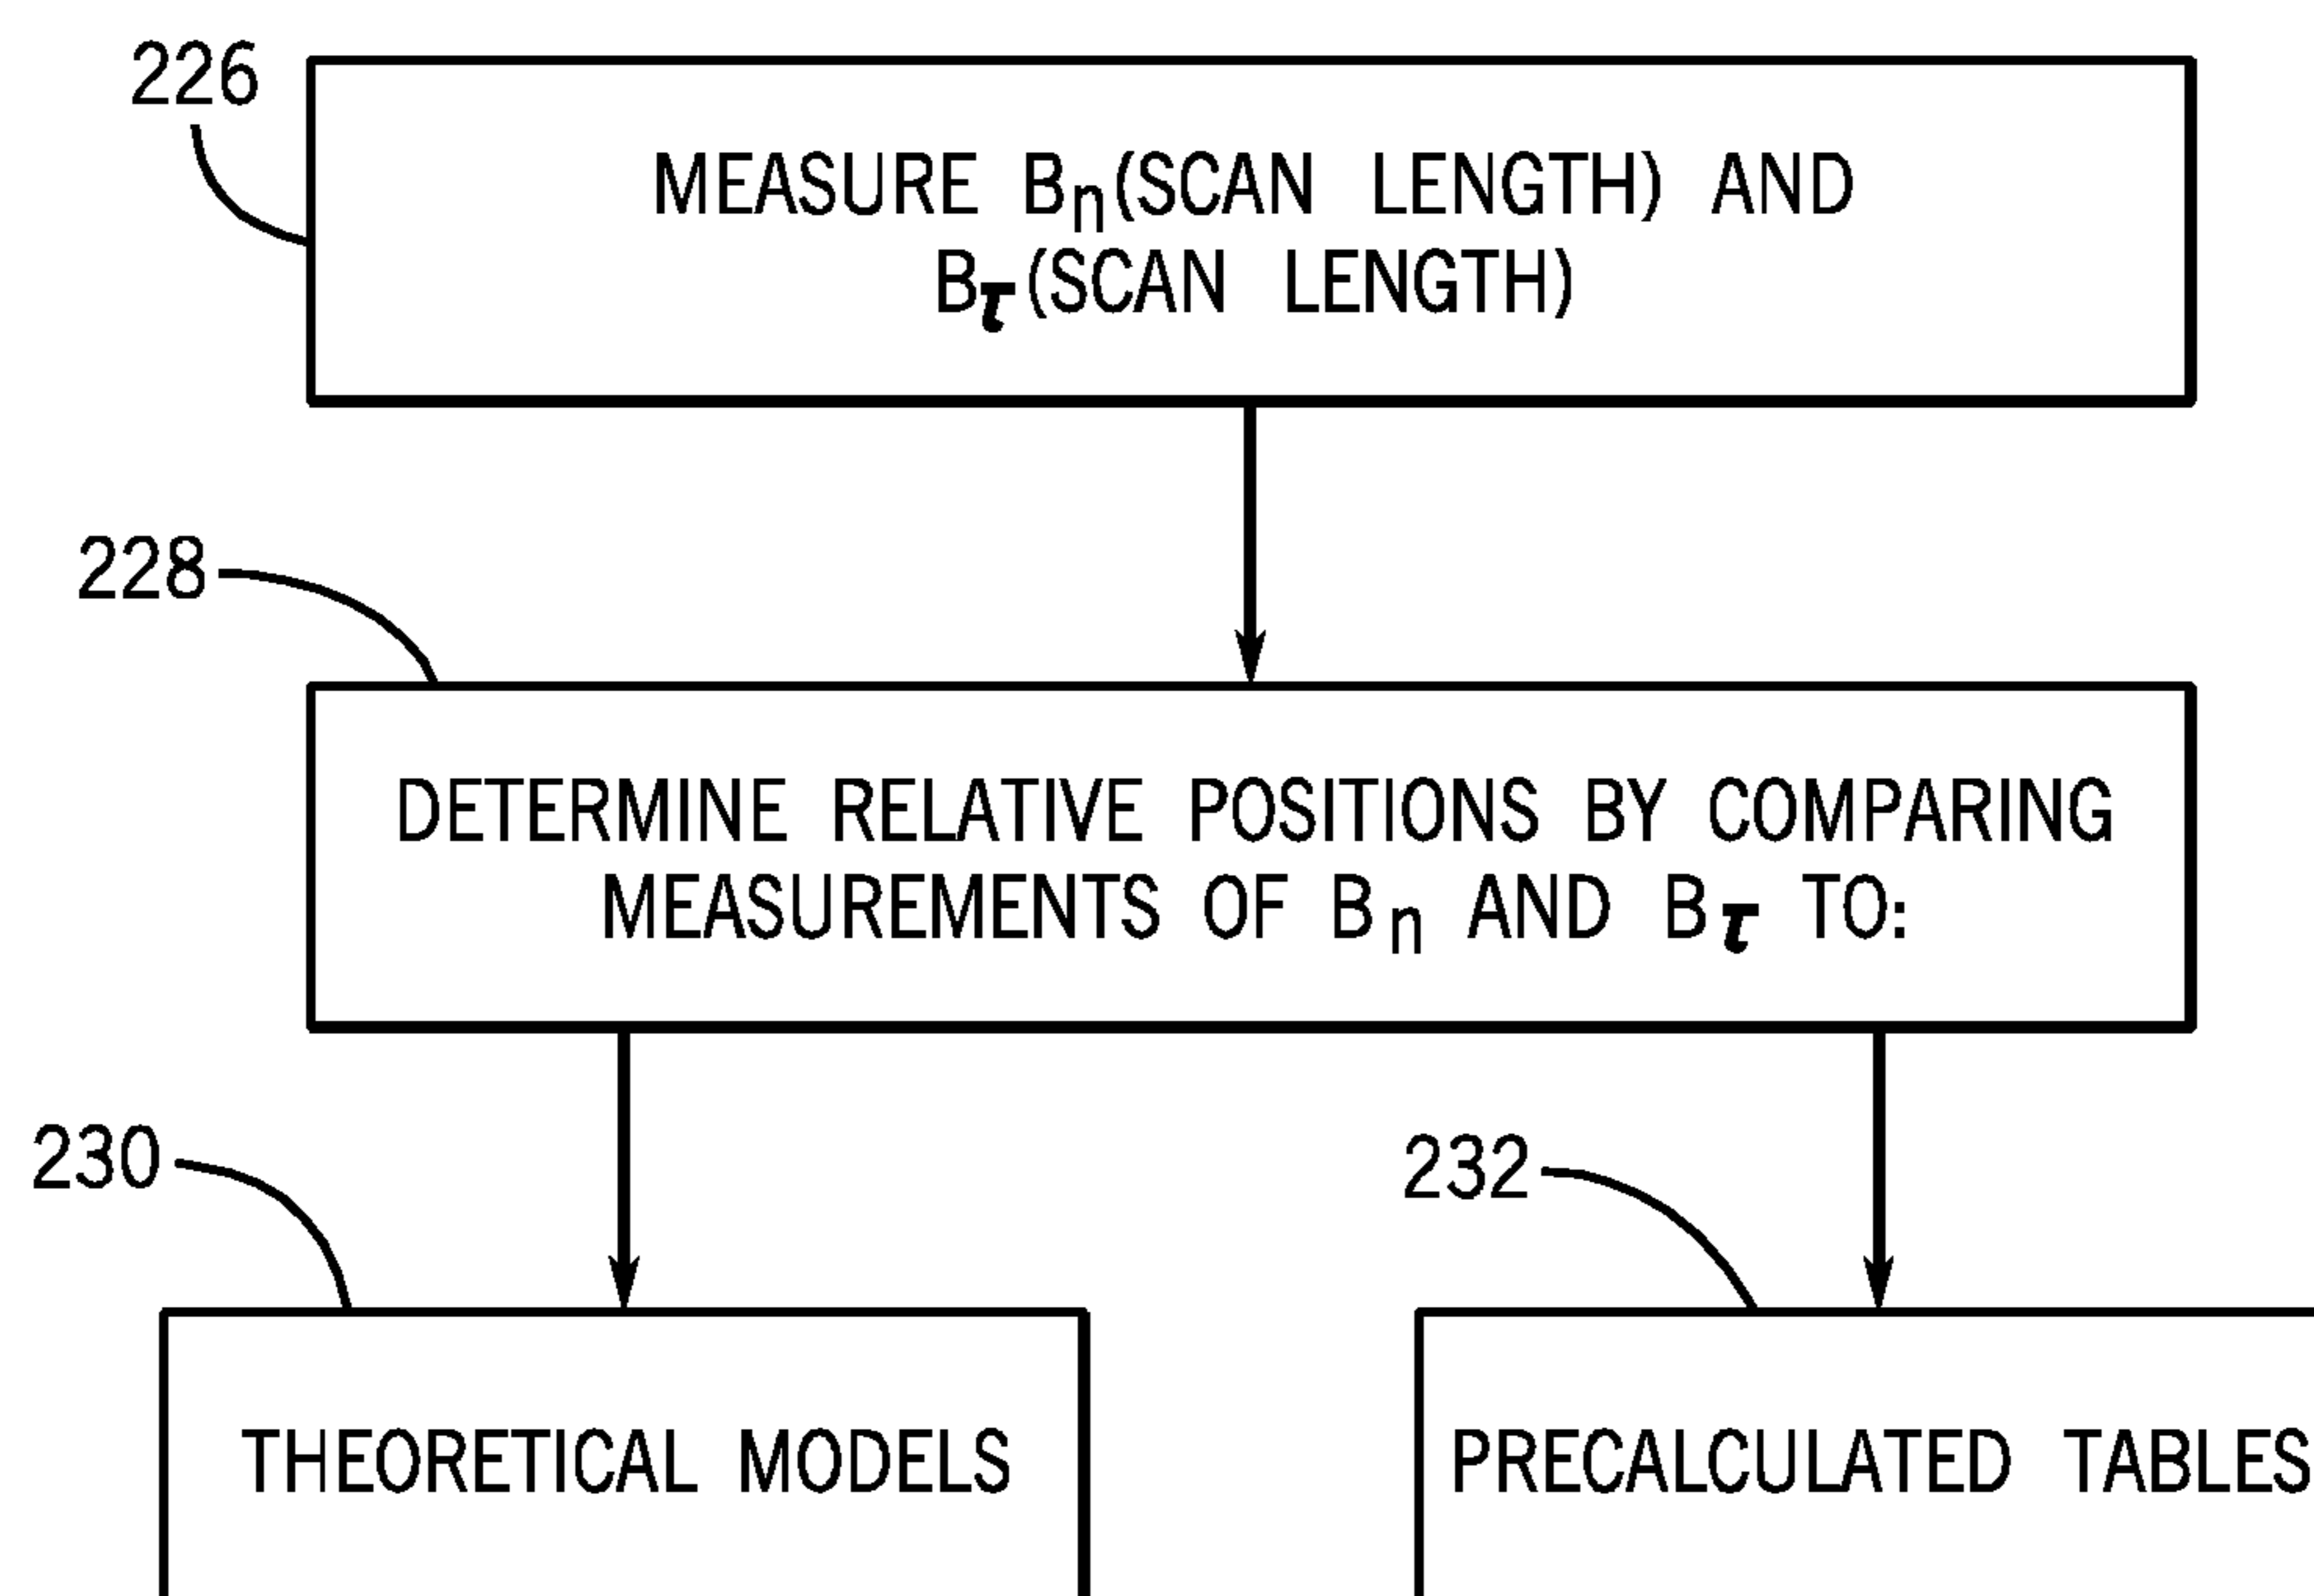 226
MEASURE Bn(SCAN LENGTH) AND
Bτ(SCAN LENGTH)
228
DETERMINE RELATIVE POSITIONS BY COMPARING
MEASUREMENTS OF Bn AND Bτ TO:
230
232
THEORETICAL MODELS
PRECALCULATED TABLES